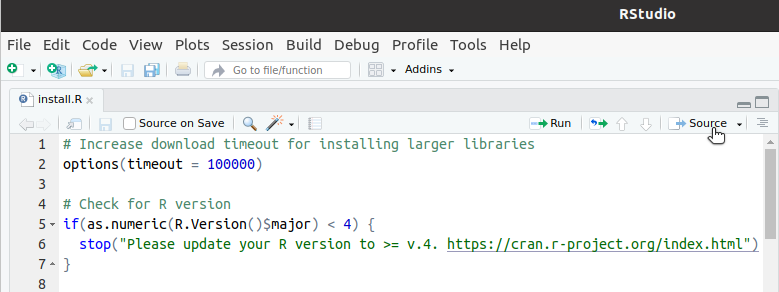 RStudio
File Edit Code View Plots Session Build Debug Profile Tools Help
Go to file/function Addins
install.R
Source on Save Run Source
1 # Increase download timeout for installing larger libraries
2 options(timeout = 100000)
3
4 # Check for R version
5 if(as.numeric(R.Version()$major) < 4) {
6 stop("Please update your R version to >= v.4. https://cran.r-project.org/index.html")
7 }
8